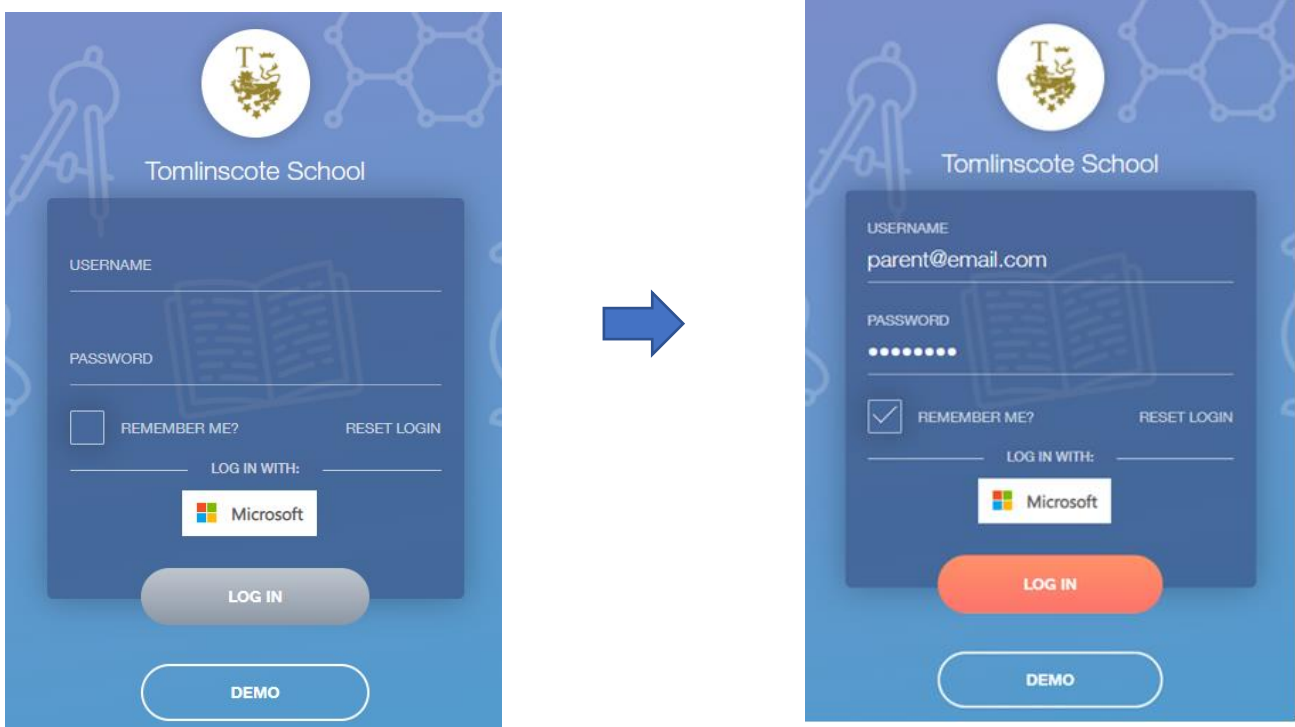 T
Tomlinscote School
USERNAME
PASSWORD
REMEMBER ME? RESET LOGIN
LOG IN WITH:
Microsoft
LOG IN
DEMO
T
Tomlinscote School
USERNAME
parent@email.com
PASSWORD
REMEMBER ME? RESET LOGIN
LOG IN WITH:
Microsoft
LOG IN
DEMO